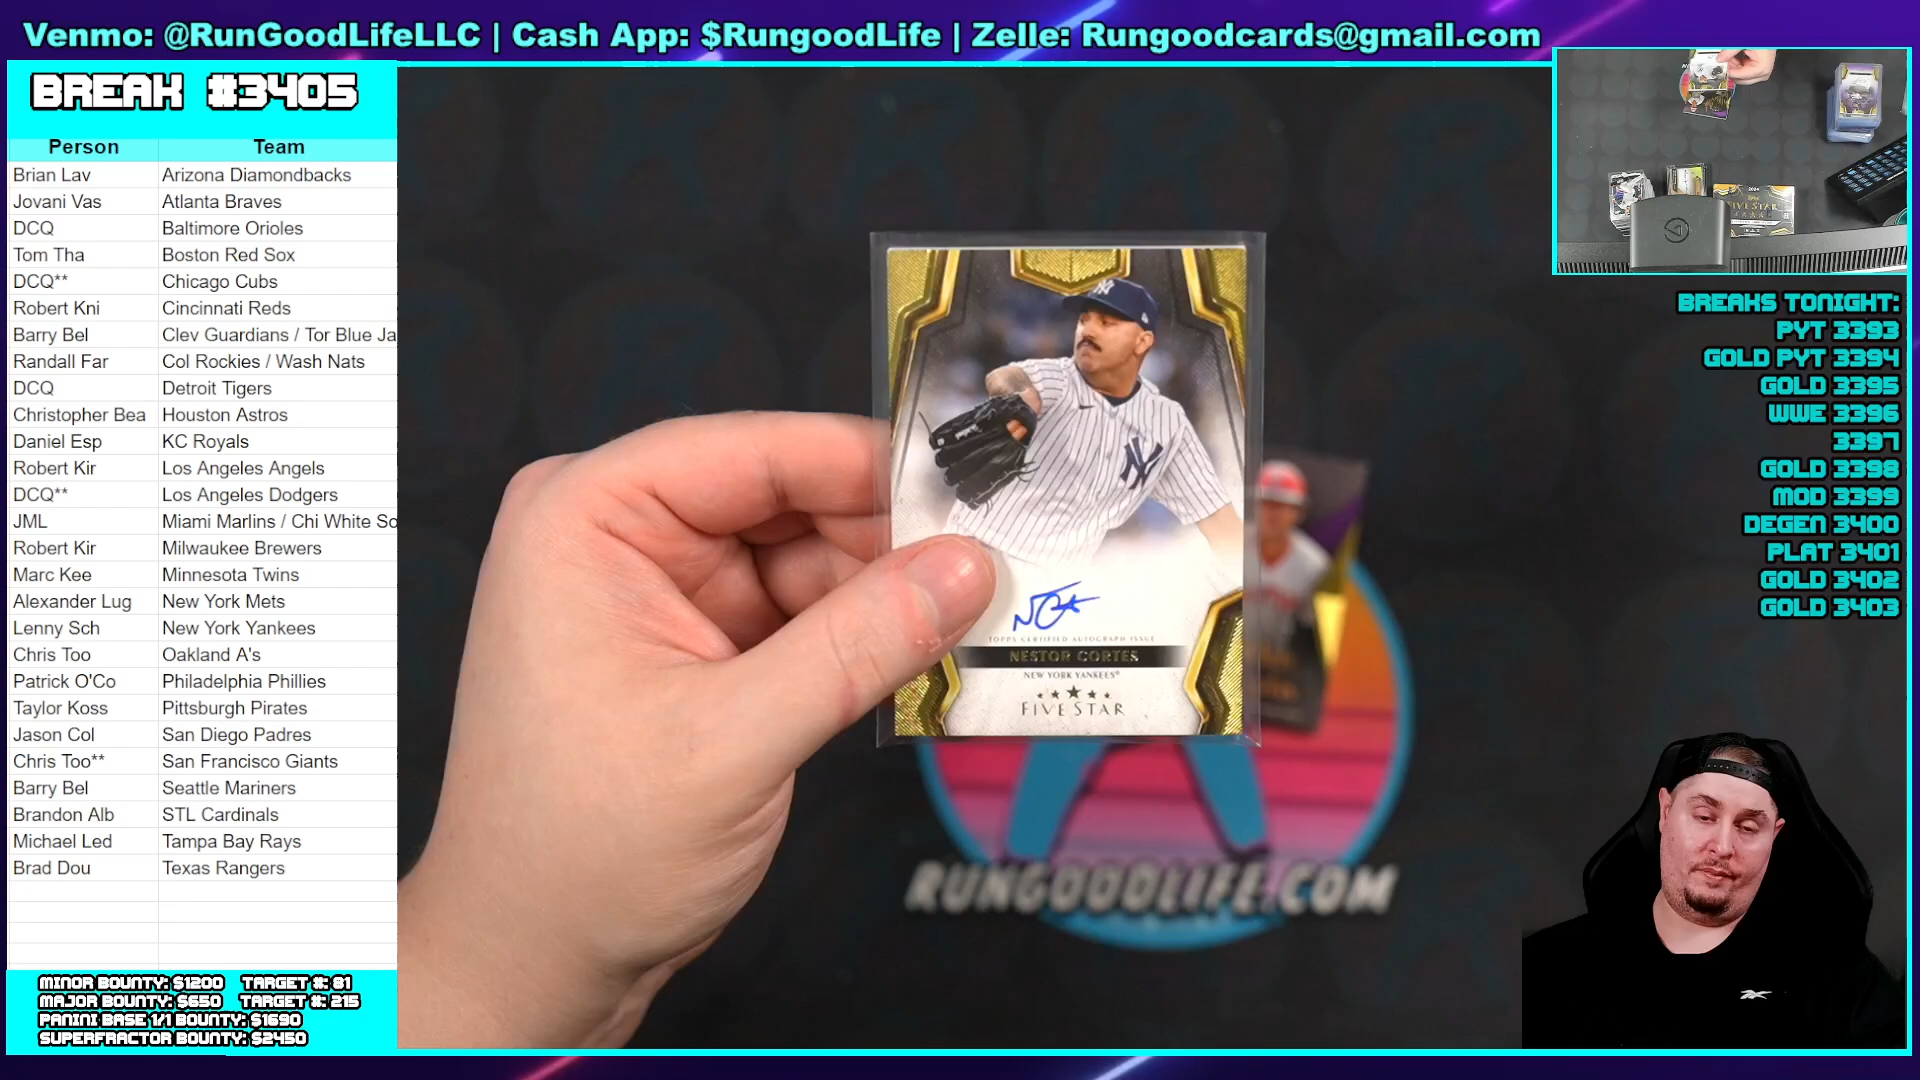 Venmo: @RunGoodLifeLLC | Cash App: $RungoodLife | Zelle: Rungoodcards@gmail.com
BREAK #3405
Person Team
Brian Lav Arizona Diamondbacks
Jovani Vas Atlanta Braves
DCQ Baltimore Orioles
Tom Tha Boston Red Sox
DCQ** Chicago Cubs
Robert Kni Cincinnati Reds
Barry Bel Clev Guardians / Tor Blue Ja
Randall Far Col Rockies / Wash Nats
DCQ Detroit Tigers
Christopher Bea Houston Astros
Daniel Esp KC Royals
Robert Kir Los Angeles Angels
DCQ** Los Angeles Dodgers
JML Miami Marlins / Chi White So
Robert Kir Milwaukee Brewers
Marc Kee Minnesota Twins
Alexander Lug New York Mets
Lenny Sch New York Yankees
Chris Too Oakland A's
Patrick O'Co Philadelphia Phillies
Taylor Koss Pittsburgh Pirates
Jason Col San Diego Padres
Chris Too** San Francisco Giants
Barry Bel Seattle Mariners
Brandon Alb STL Cardinals
Michael Led Tampa Bay Rays
Brad Dou Texas Rangers
MINOR BOUNTY: $1200 TARGET #: 81
MAJOR BOUNTY: $650 TARGET #: 215
PANINI BASE 1/1 BOUNTY: $1690
SUPERFRACTOR BOUNTY: $2450
NY
NY
TOPPS CERTIFIED AUTOGRAPH ISSUE
NESTOR CORTES
NEW YORK YANKEES®
FIVE STAR
RUNGOODLIFE.COM
2024
FIVE STAR
BREAKS TONIGHT:
PYT 3393
GOLD PYT 3394
GOLD 3395
WWE 3396
3397
GOLD 3398
MOD 3399
DEGEN 3400
PLAT 3401
GOLD 3402
GOLD 3403